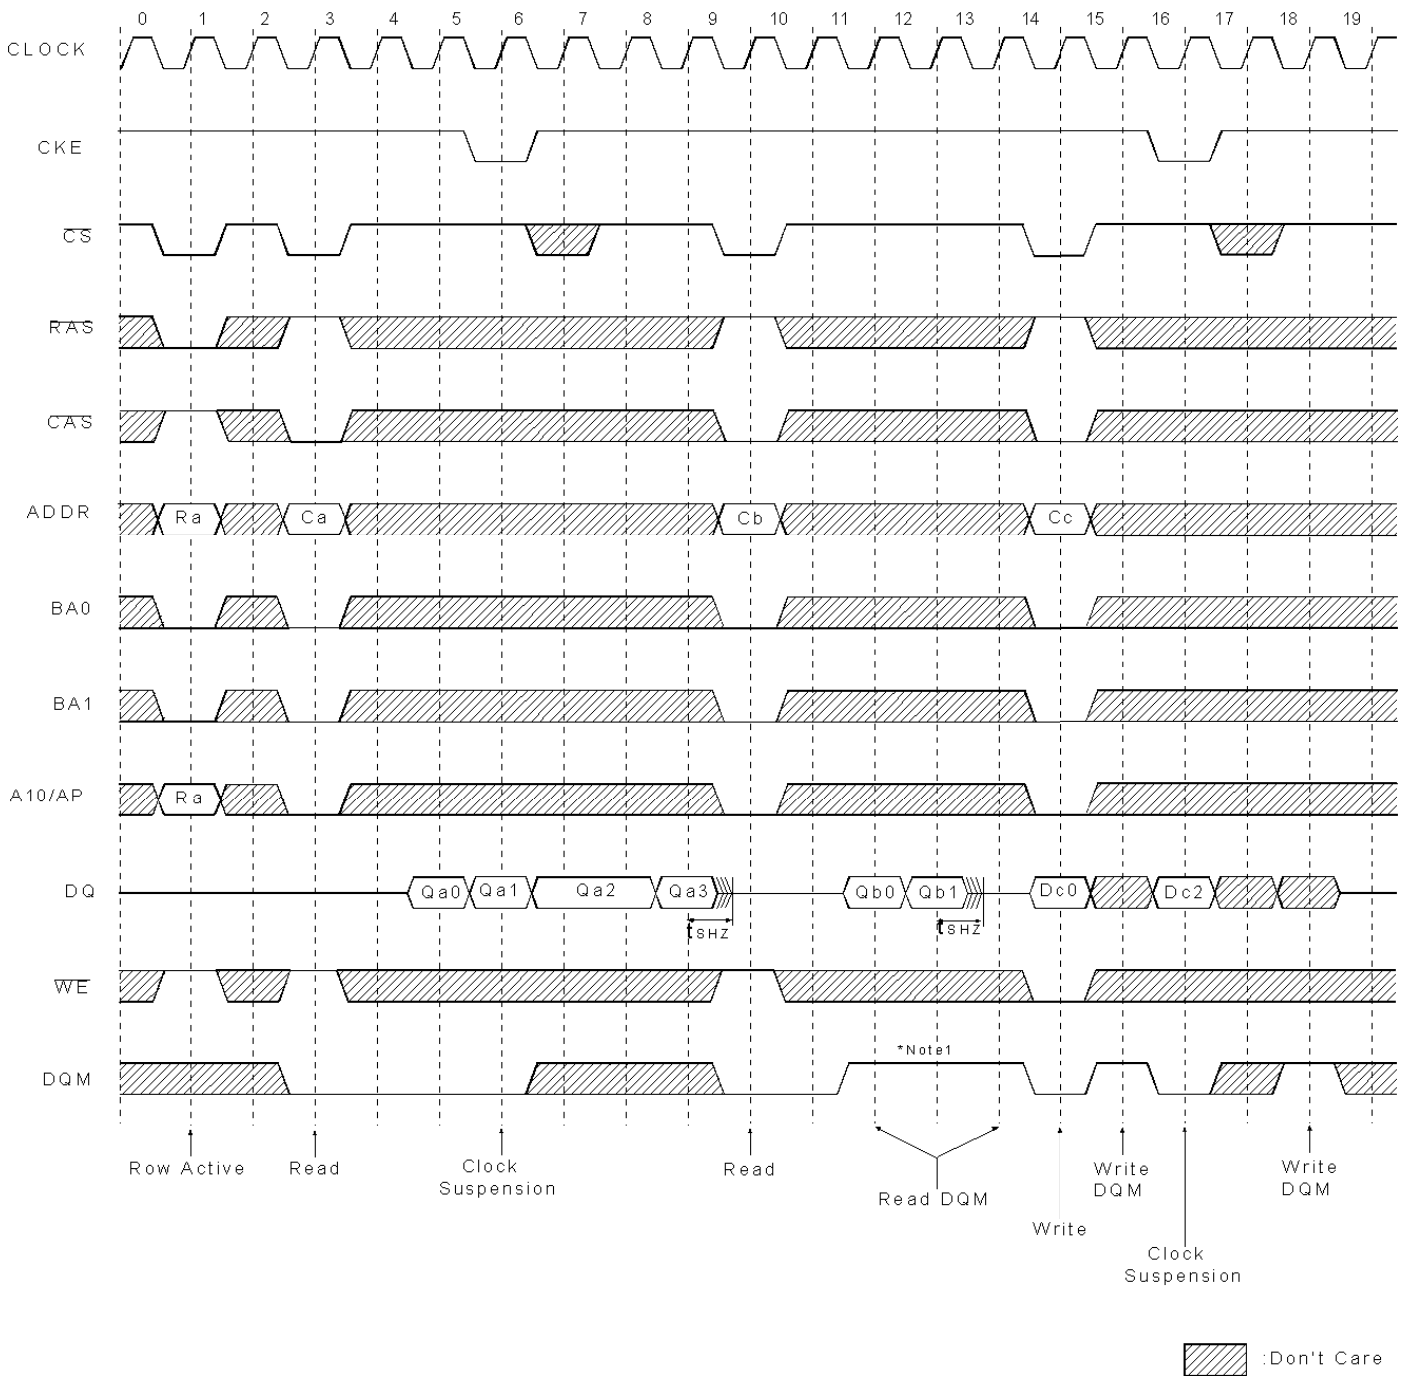 0 1 2 3 4 5 6 7 8 9 10 11 12 13 14 15 16 17 18 19
CLOCK
CKE
CS
RAS
CAS
ADDR Ra Ca Cb Cc
BA0
BA1
A10/AP Ra
DQ Qa0 Qa1 Qa2 Qa3 Qb0 Qb1 Dc0 Dc2
tSHZ tSHZ
WE
*Note1
DQM
Row Active Read Clock Read Write Write
Suspension DQM DQM
Read DQM
Write
Clock
Suspension
:Don't Care